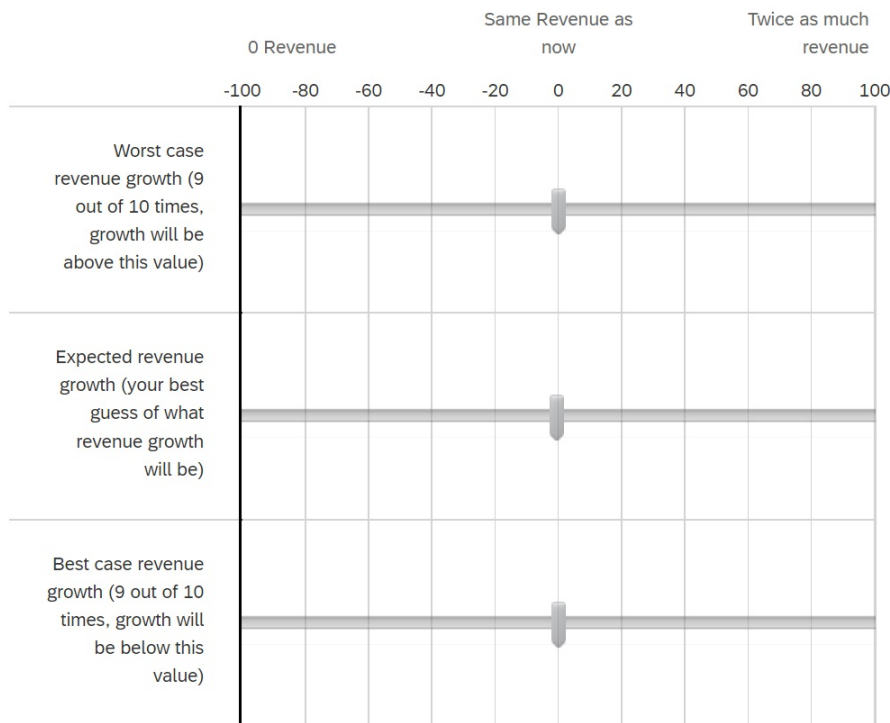 Same Revenue as
Twice as much
0 Revenue
now
revenue
-100 -80 -60 -40 -20 0 20 40 60 80 100
Worst case
revenue growth (9
out of 10 times,
growth will be
above this value)
Expected revenue
growth (your best
guess of what
revenue growth
will be)
Best case revenue
growth (9 out of 10
times, growth will
be below this
value)